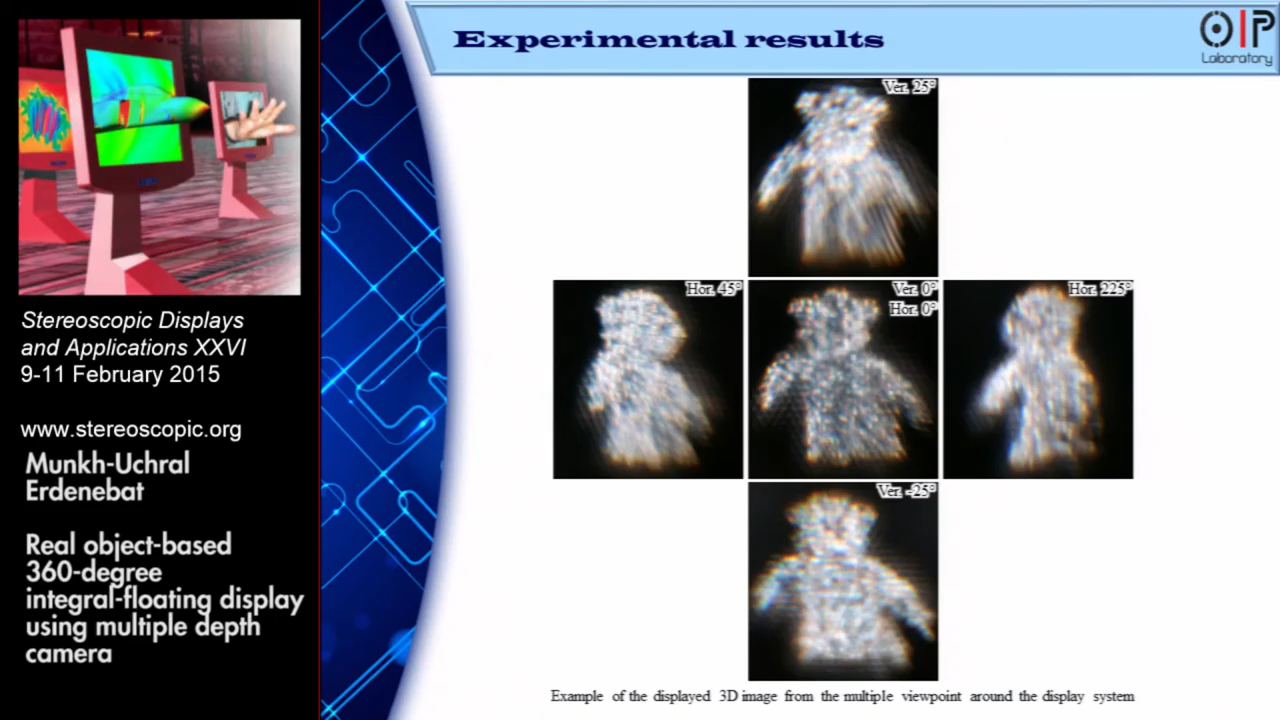 Experimental results
OIP
Laboratory
Stereoscopic Displays
and Applications XXVI
9-11 February 2015
www.stereoscopic.org
Munkh-Uchral
Erdenebat
Real object-based
360-degree
integral-floating display
using multiple depth
camera
Ver. 25°
Hor. 45°
Ver. 0°
Hor. 0°
Hor. 225°
Ver. -25°
Example of the displayed 3D image from the multiple viewpoint around the display system